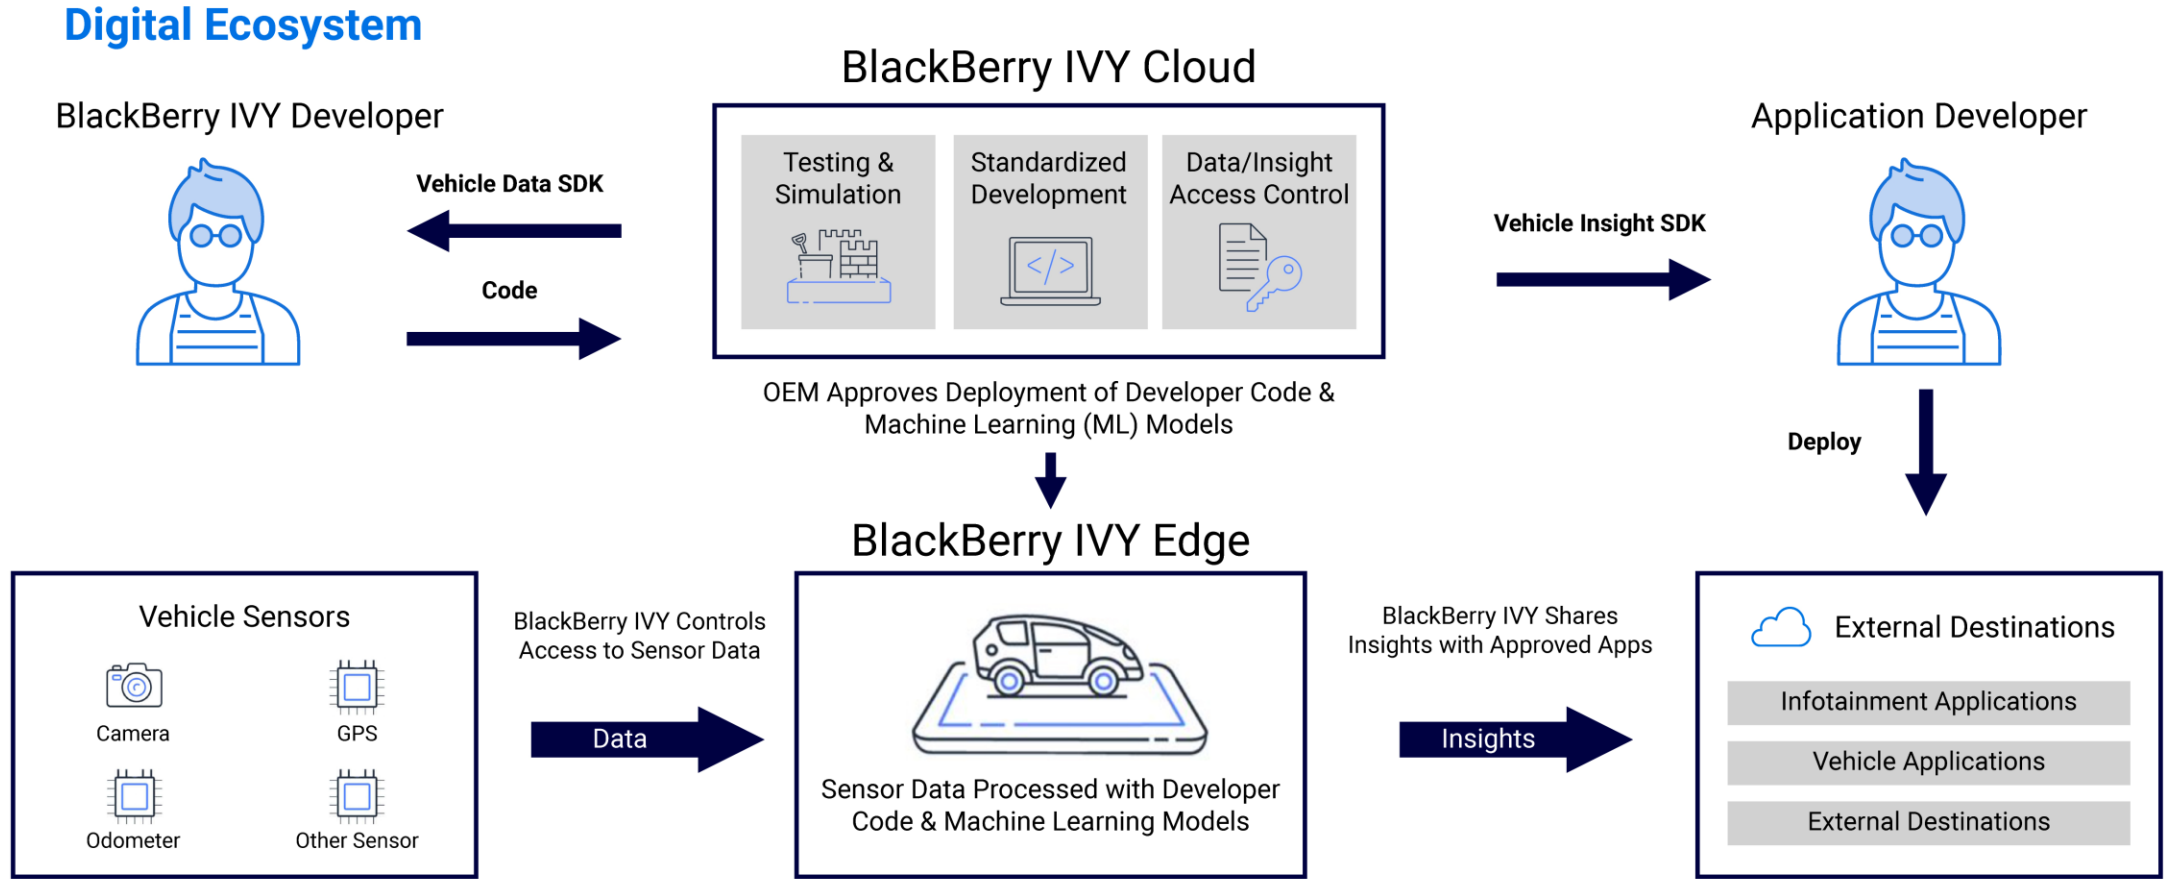 Digital Ecosystem
BlackBerry IVY Developer
Vehicle Data SDK
Code
BlackBerry IVY Cloud
Testing &
Simulation
Standardized
Development
Data/Insight
Access Control
</>
Vehicle Insight SDK
Application Developer
OEM Approves Deployment of Developer Code &
Machine Learning (ML) Models
Deploy
Vehicle Sensors
Camera
GPS
Odometer
Other Sensor
BlackBerry IVY Controls
Access to Sensor Data
Data
BlackBerry IVY Edge
Sensor Data Processed with Developer
Code & Machine Learning Models
BlackBerry IVY Shares
Insights with Approved Apps
Insights
External Destinations
Infotainment Applications
Vehicle Applications
External Destinations